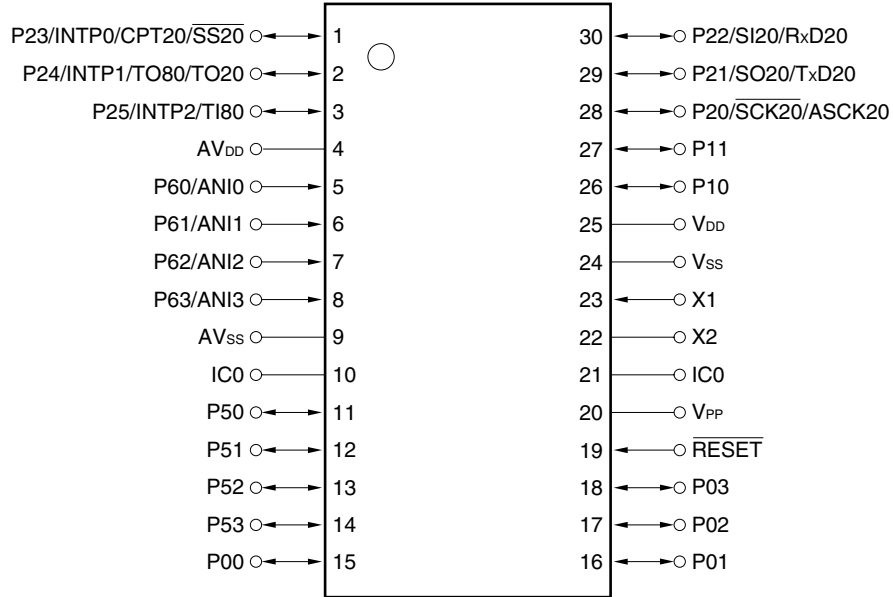 P23/INTP0/CPT20/SS20 1 30 P22/SI20/RxD20
P24/INTP1/TO80/TO20 2 29 P21/SO20/TxD20
P25/INTP2/TI80 3 28 P20/SCK20/ASCK20
AVDD 4 27 P11
P60/ANI0 5 26 P10
P61/ANI1 6 25 VDD
P62/ANI2 7 24 VSS
P63/ANI3 8 23 X1
AVSS 9 22 X2
IC0 10 21 IC0
P50 11 20 VPP
P51 12 19 RESET
P52 13 18 P03
P53 14 17 P02
P00 15 16 P01